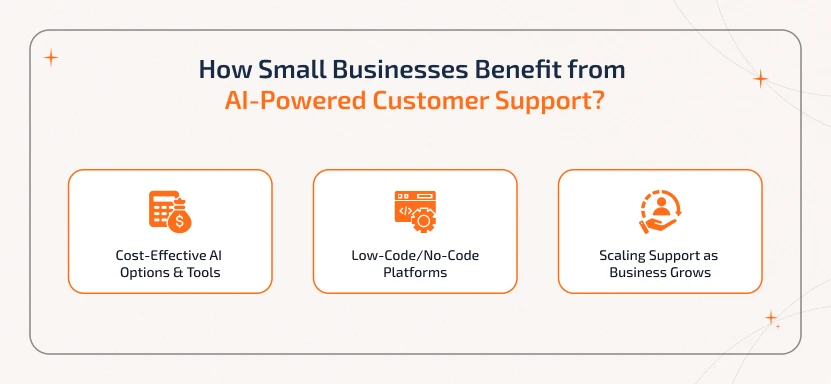 How Small Businesses Benefit from
AI-Powered Customer Support?
$
Cost-Effective AI
Options & Tools
</>
Low-Code/No-Code
Platforms
Scaling Support as
Business Grows